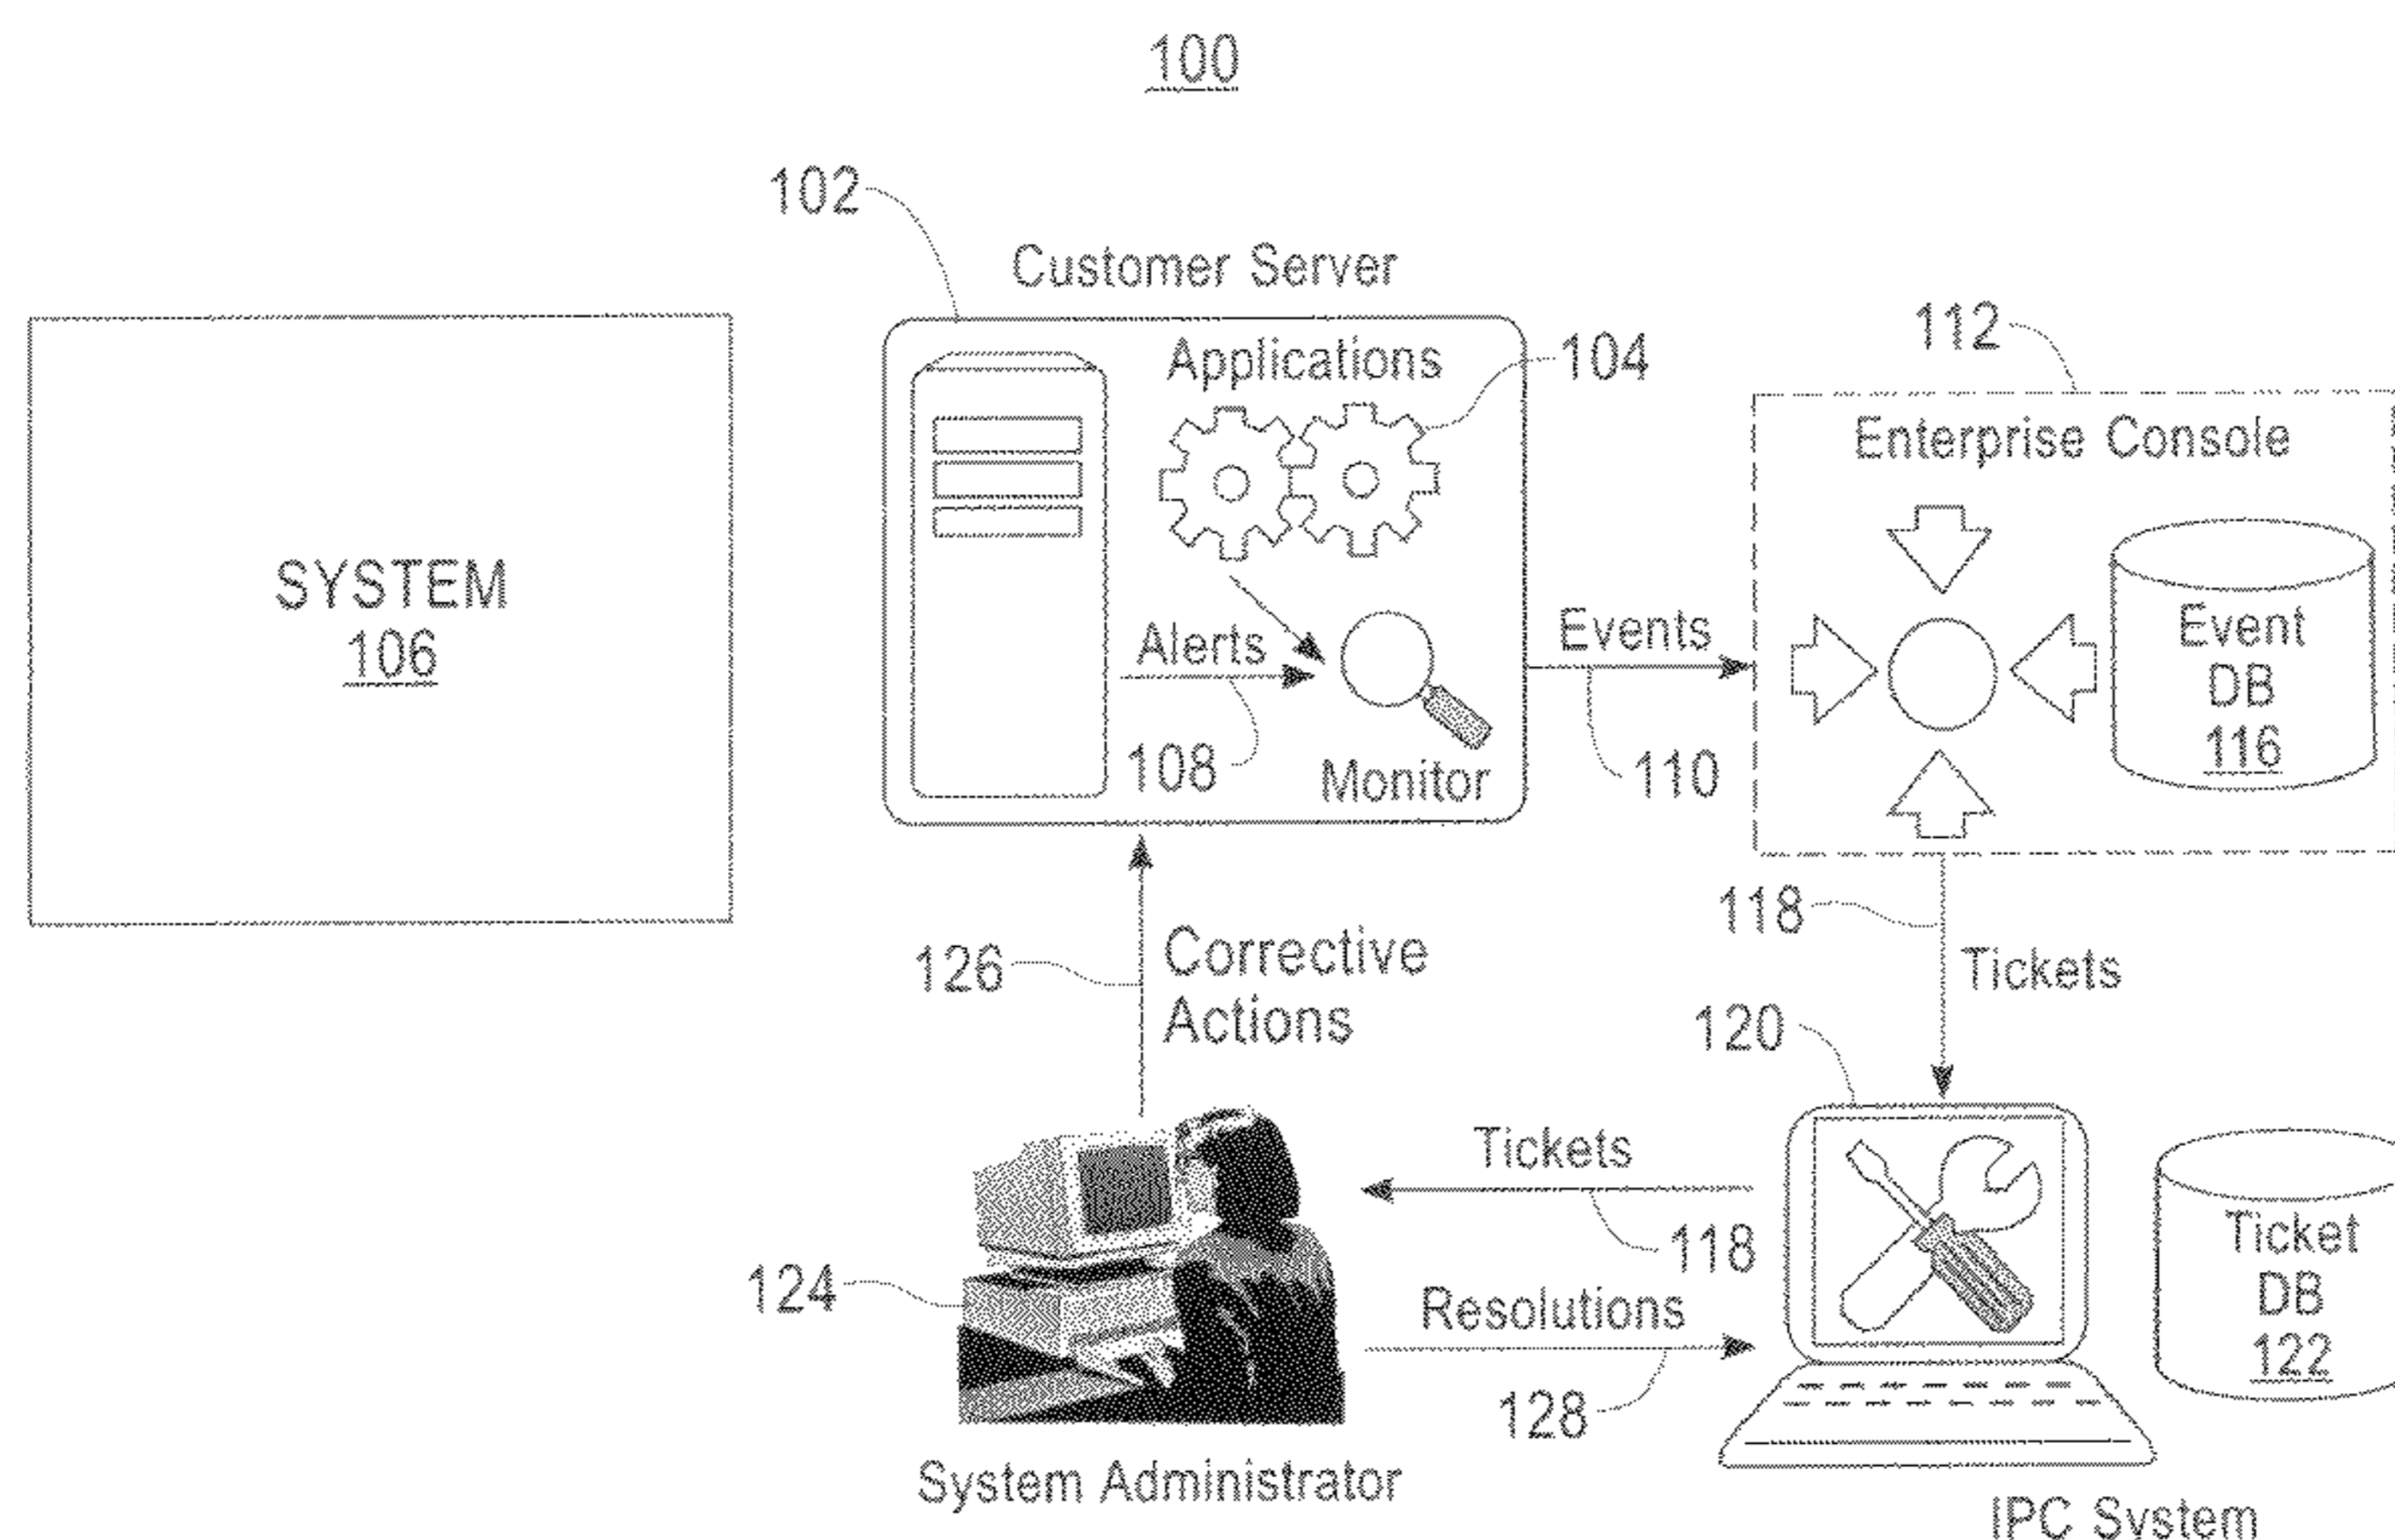 100
102
Customer Server
Applications
104
112
Enterprise Console
SYSTEM
106
Alerts
108
Monitor
Events
110
Event
DB
116
118
Tickets
126
Corrective
Actions
120
Tickets
118
124
Resolutions
128
Ticket
DB
122
System Administrator
IPC System